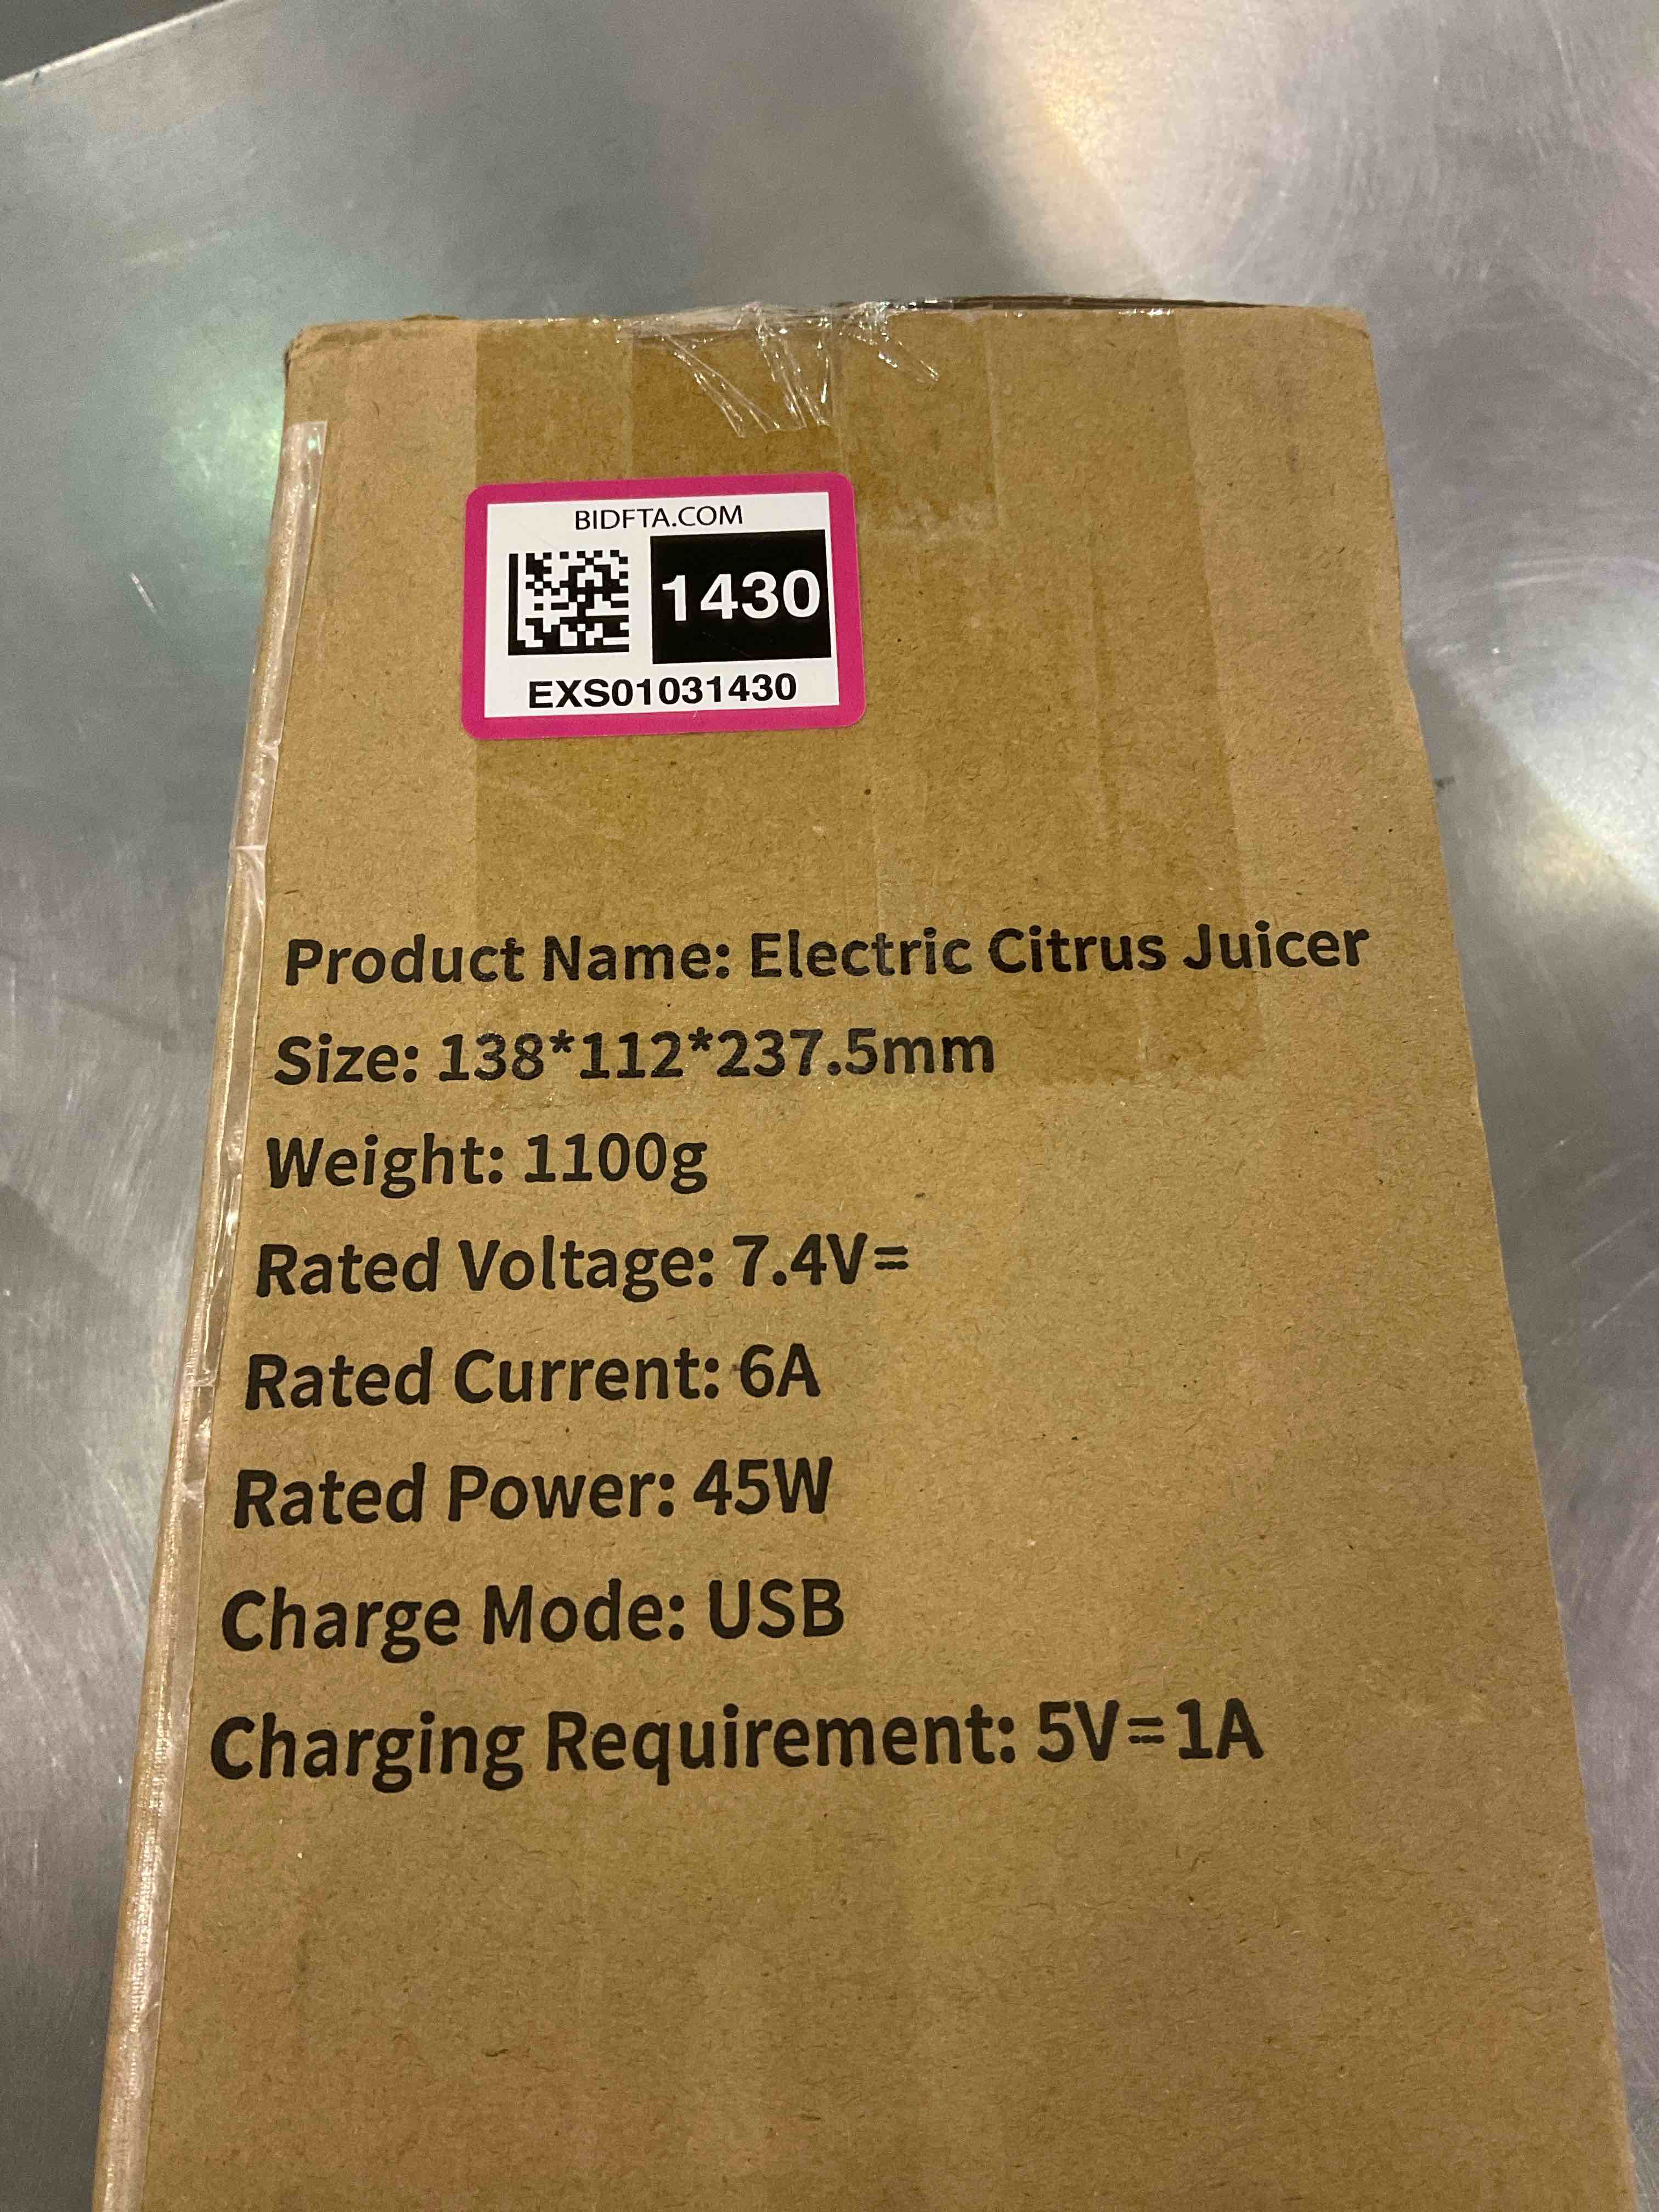 BIDFTA.COM
1430
EXS01031430
Product Name: Electric Citrus Juicer
Size: 138*112*237.5mm
Weight: 1100g
Rated Voltage: 7.4V=
Rated Current: 6A
Rated Power: 45W
Charge Mode: USB
Charging Requirement: 5V=1A